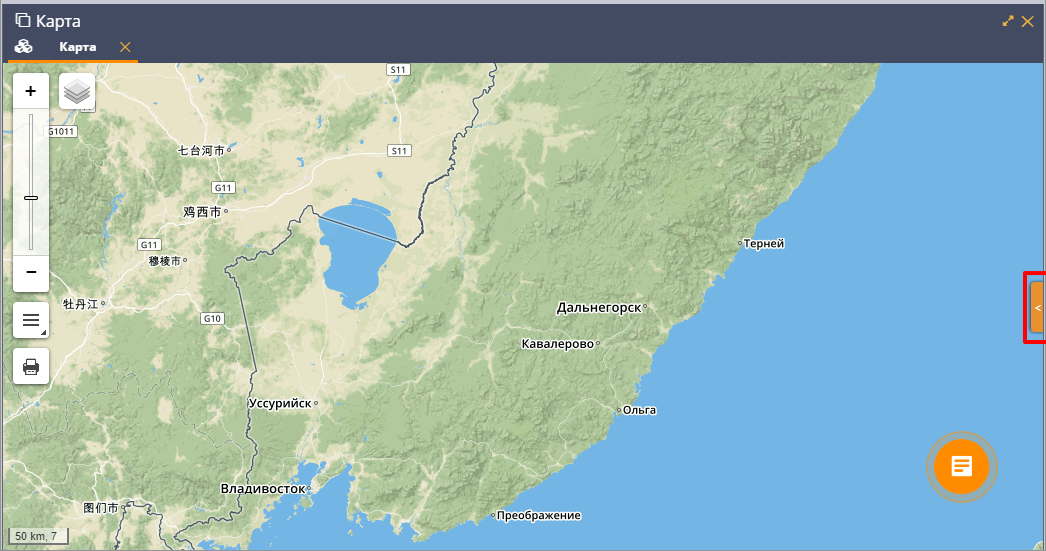 Карта
Карта
+
S11
G1011
七台河市
S11
G11
鸡西市
G11
穆棱市
Терней
牡丹江
Дальнегорск
<
G10
Кавалерово
Уссурийск
Ольга
Владивосток
图们市
Преображение
50 km, 7